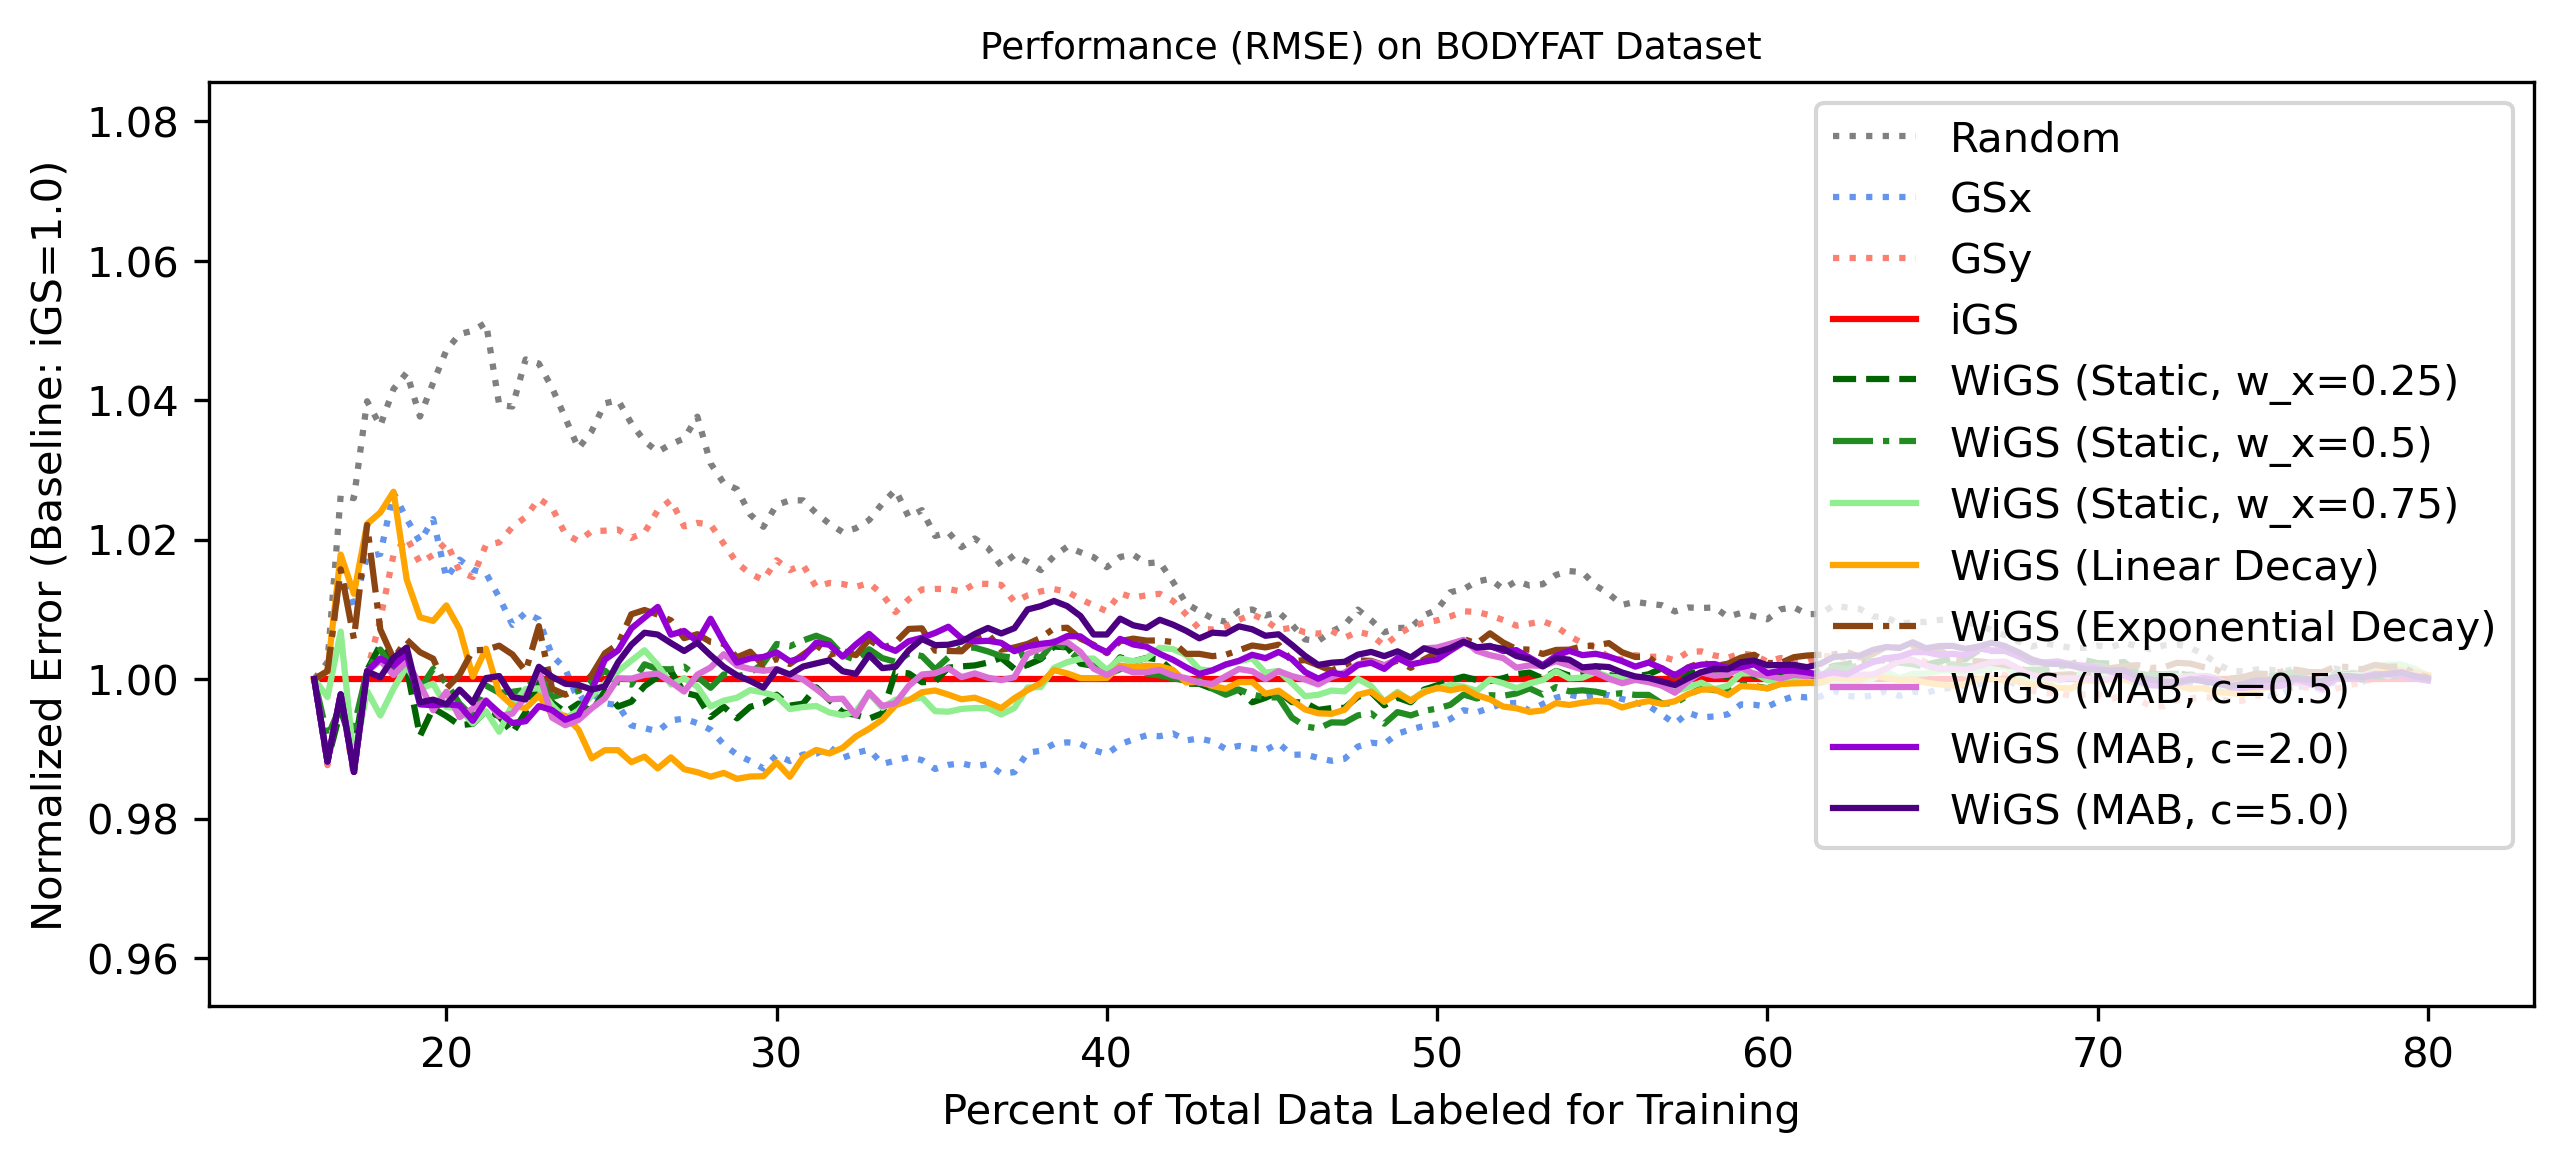 Performance (RMSE) on BODYFAT Dataset
Normalized Error (Baseline: iGS=1.0)
1.08
1.06
1.04
1.02
1.00
0.98
0.96
Random
GSx
GSy
iGS
WiGS (Static, w_x=0.25)
WiGS (Static, w_x=0.5)
WiGS (Static, w_x=0.75)
WiGS (Linear Decay)
WiGS (Exponential Decay)
WiGS (MAB, c=0.5)
WiGS (MAB, c=2.0)
WiGS (MAB, c=5.0)
20 30 40 50 60 70 80
Percent of Total Data Labeled for Training